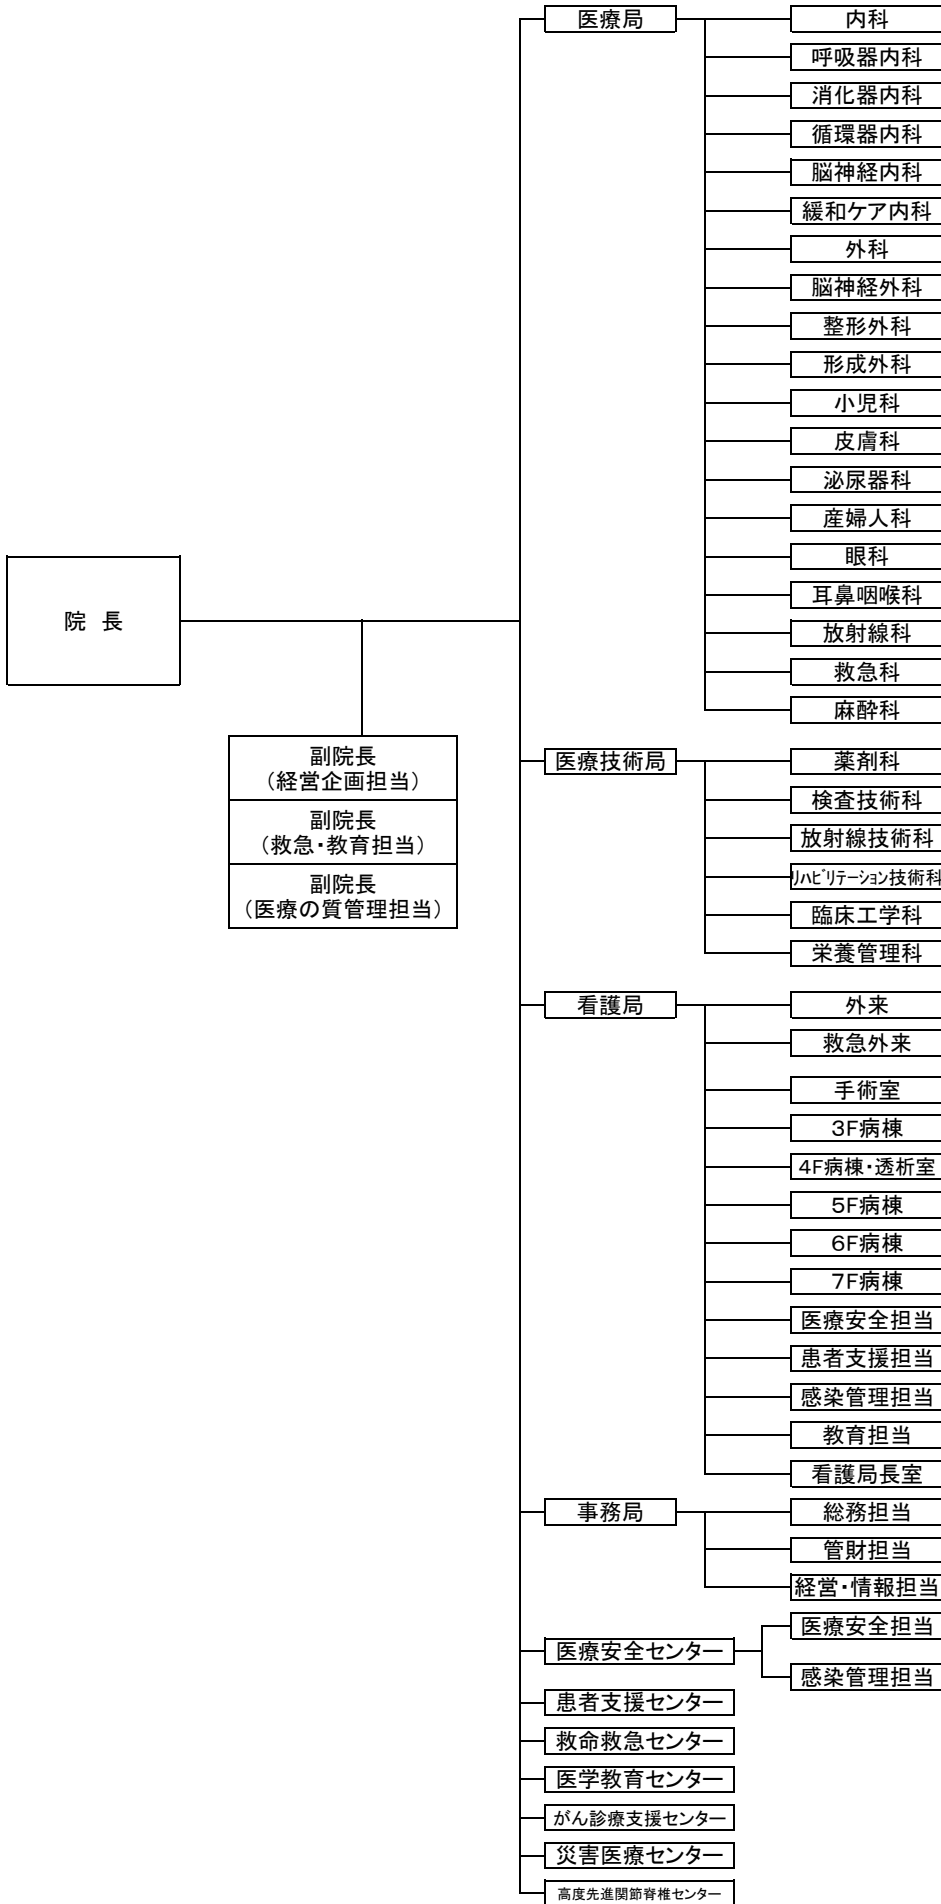 院 長
副院長
（経営企画担当）
副院長
（救急・教育担当）
副院長
（医療の質管理担当）
医療局
内科
呼吸器内科
消化器内科
循環器内科
脳神経内科
緩和ケア内科
外科
脳神経外科
整形外科
形成外科
小児科
皮膚科
泌尿器科
産婦人科
眼科
耳鼻咽喉科
放射線科
救急科
麻酔科
医療技術局
薬剤科
検査技術科
放射線技術科
ﾘﾊﾋﾞﾘﾃｰｼｮﾝ技術科
臨床工学科
栄養管理科
看護局
外来
救急外来
手術室
3F病棟
4F病棟・透析室
5F病棟
6F病棟
7F病棟
医療安全担当
患者支援担当
感染管理担当
教育担当
看護局長室
事務局
総務担当
管財担当
経営・情報担当
医療安全センター
医療安全担当
感染管理担当
患者支援センター
救命救急センター
医学教育センター
がん診療支援センター
災害医療センター
高度先進関節脊椎センター